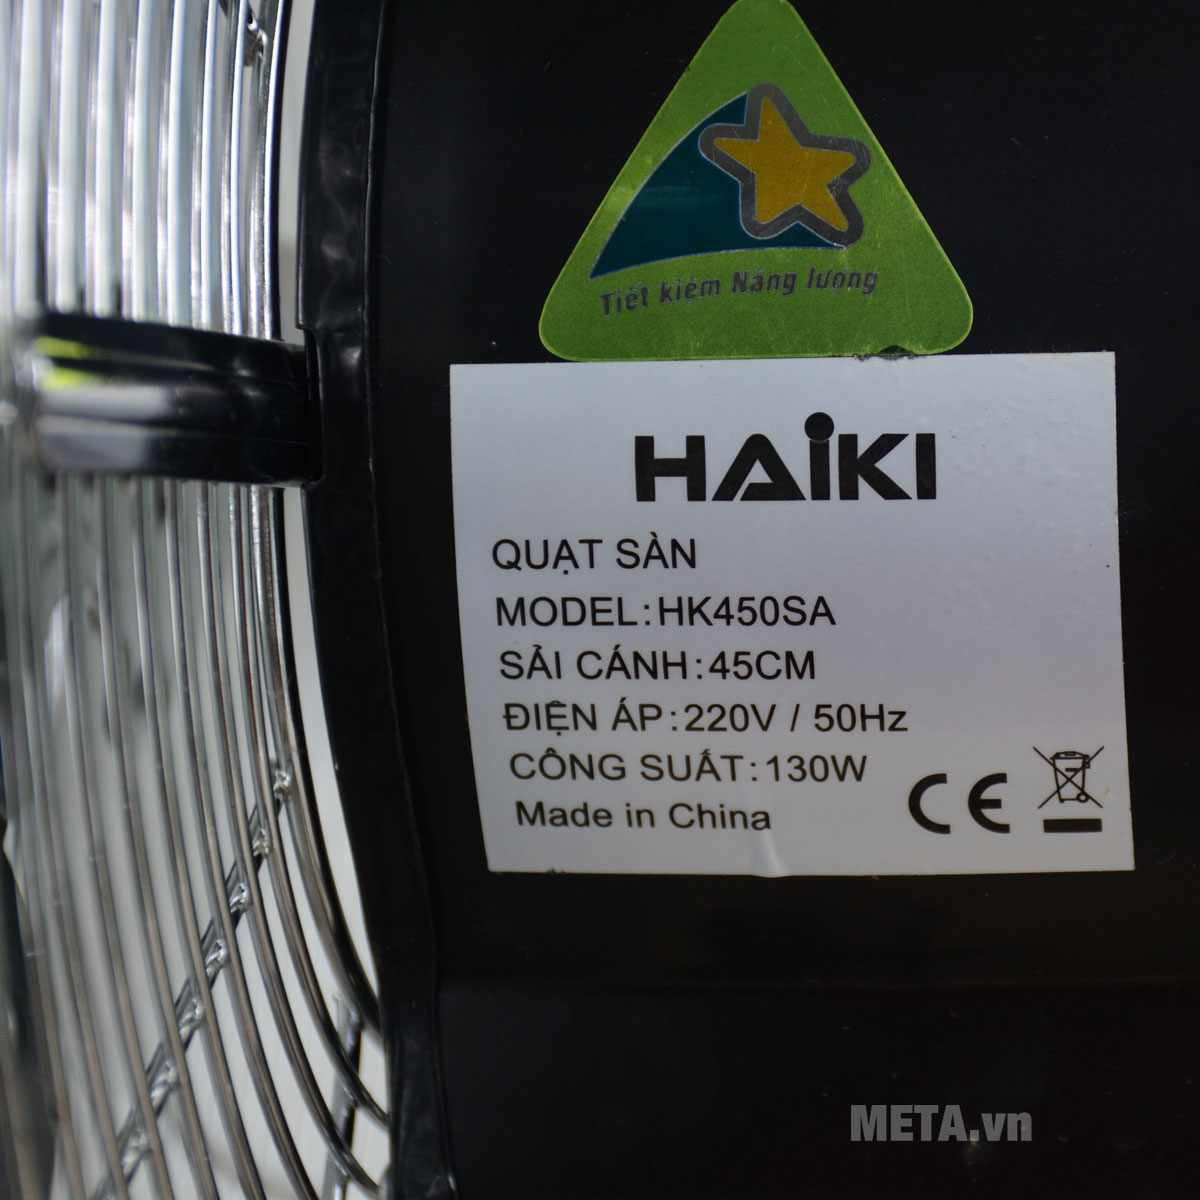 Tiết kiệm Năng lượng
HAiKI
QUẠT SÀN
MODEL:HK450SA
SẢI CÁNH:45CM
ĐIỆN ÁP:220V / 50Hz
CÔNG SUẤT:130W
Made in China
CE
META.vn